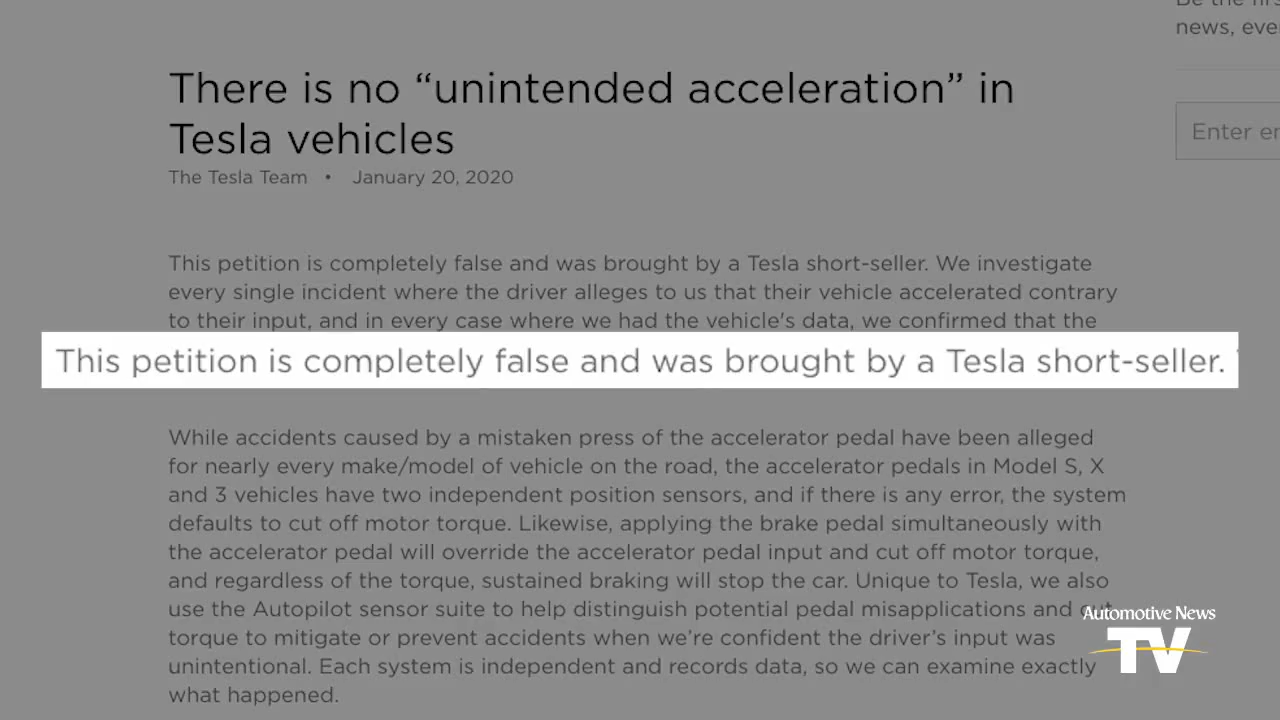 Be the firs
news, eve
There is no “unintended acceleration” in
Tesla vehicles
The Tesla Team • January 20, 2020
Enter en
This petition is completely false and was brought by a Tesla short-seller. We investigate
every single incident where the driver alleges to us that their vehicle accelerated contrary
to their input, and in every case where we had the vehicle's data, we confirmed that the
This petition is completely false and was brought by a Tesla short-seller.
While accidents caused by a mistaken press of the accelerator pedal have been alleged
for nearly every make/model of vehicle on the road, the accelerator pedals in Model S, X
and 3 vehicles have two independent position sensors, and if there is any error, the system
defaults to cut off motor torque. Likewise, applying the brake pedal simultaneously with
the accelerator pedal will override the accelerator pedal input and cut off motor torque,
and regardless of the torque, sustained braking will stop the car. Unique to Tesla, we also
use the Autopilot sensor suite to help distinguish potential pedal misapplications and cut
torque to mitigate or prevent accidents when we’re confident the driver’s input was
unintentional. Each system is independent and records data, so we can examine exactly
what happened.
Automotive News
TV